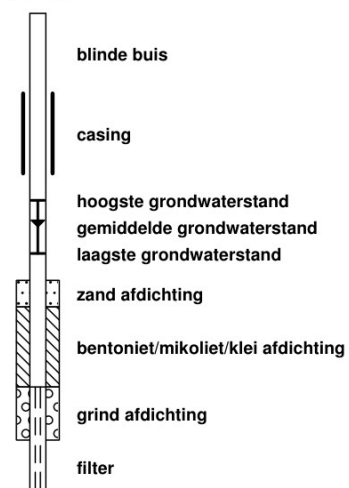 blinde buis
casing
hoogste grondwaterstand
gemiddelde grondwaterstand
laagste grondwaterstand
zand afdichting
bentoniet/mikoliet/klei afdichting
grind afdichting
filter